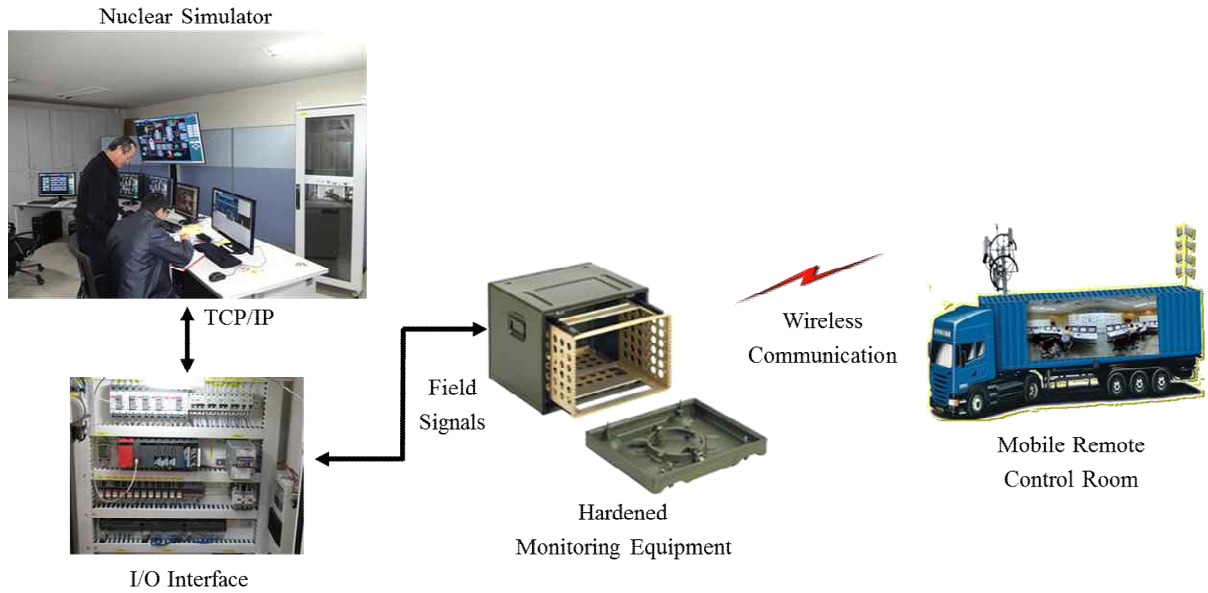 Nuclear Simulator
TCP/IP
Field
Signals
Wireless
Communication
Mobile Remote
Control Room
Hardened
Monitoring Equipment
I/O Interface